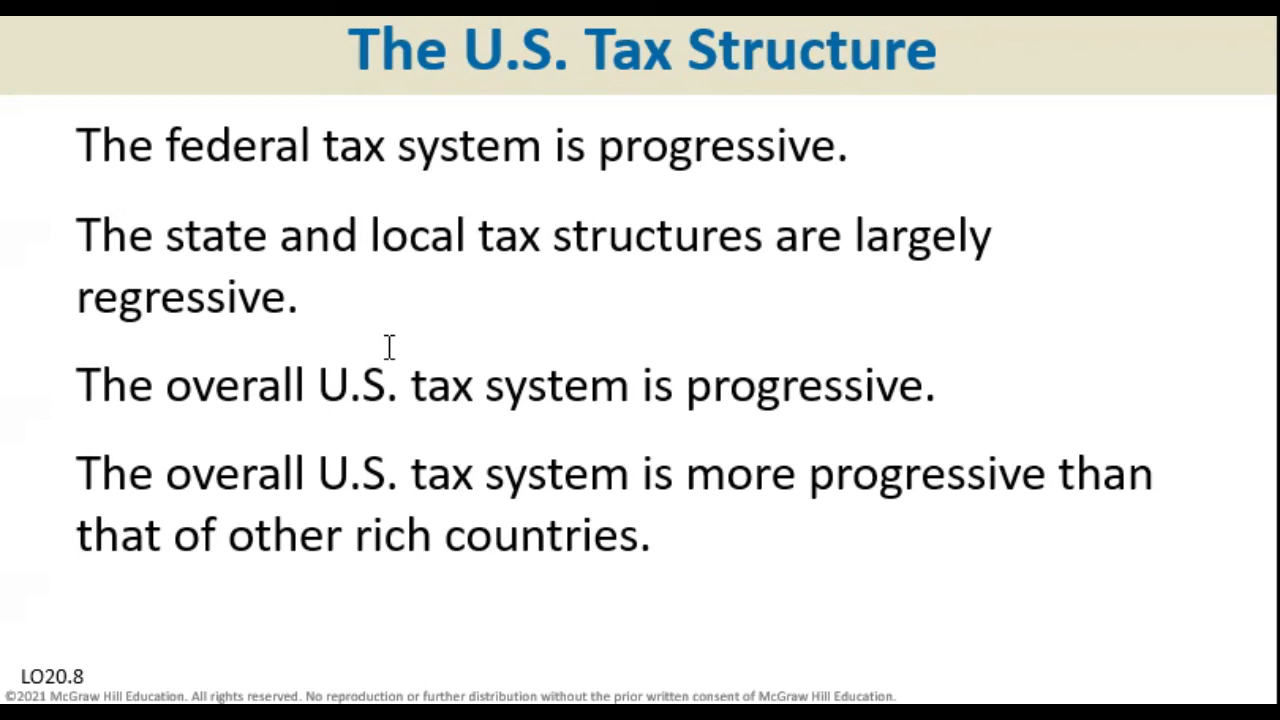 The U.S. Tax Structure
The federal tax system is progressive.
The state and local tax structures are largely
regressive.
The overall U.S. tax system is progressive.
The overall U.S. tax system is more progressive than
that of other rich countries.
LO20.8
©2021 McGraw Hill Education. All rights reserved. No reproduction or further distribution without the prior written consent of McGraw Hill Education.